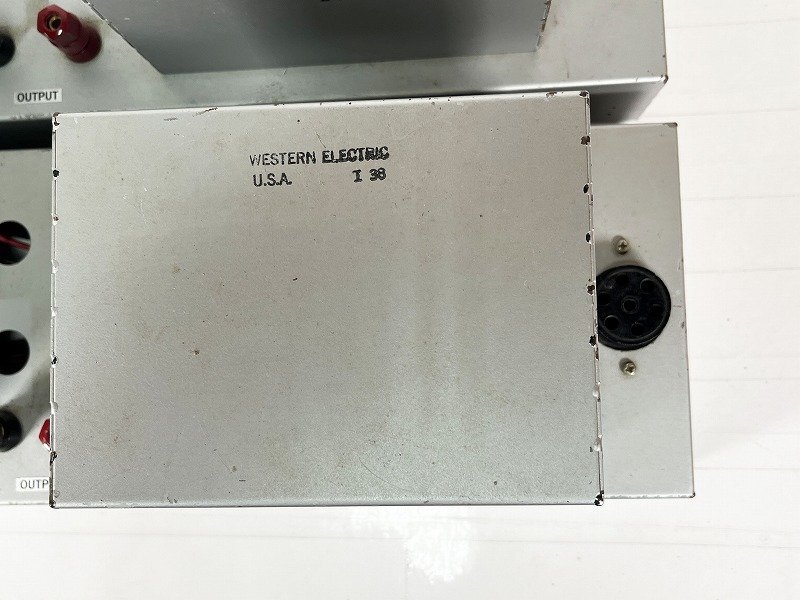 OUTPUT
WESTERN ELECTRIC
U.S.A. I 38
OUTP